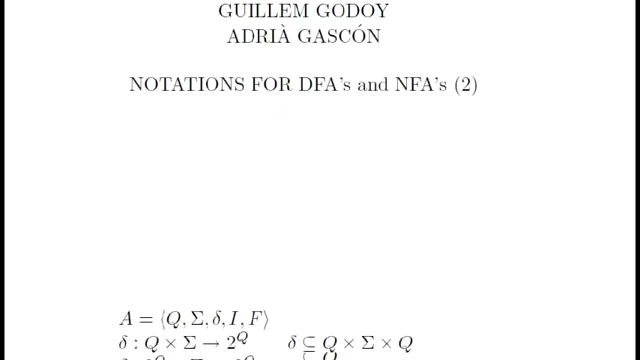 GUILLEM GODOY
ADRIÀ GASCÓN
NOTATIONS FOR DFA's and NFA's (2)
A = ⟨Q, Σ, δ, I, F⟩
δ : Q × Σ → 2^Q δ ⊆ Q × Σ × Q